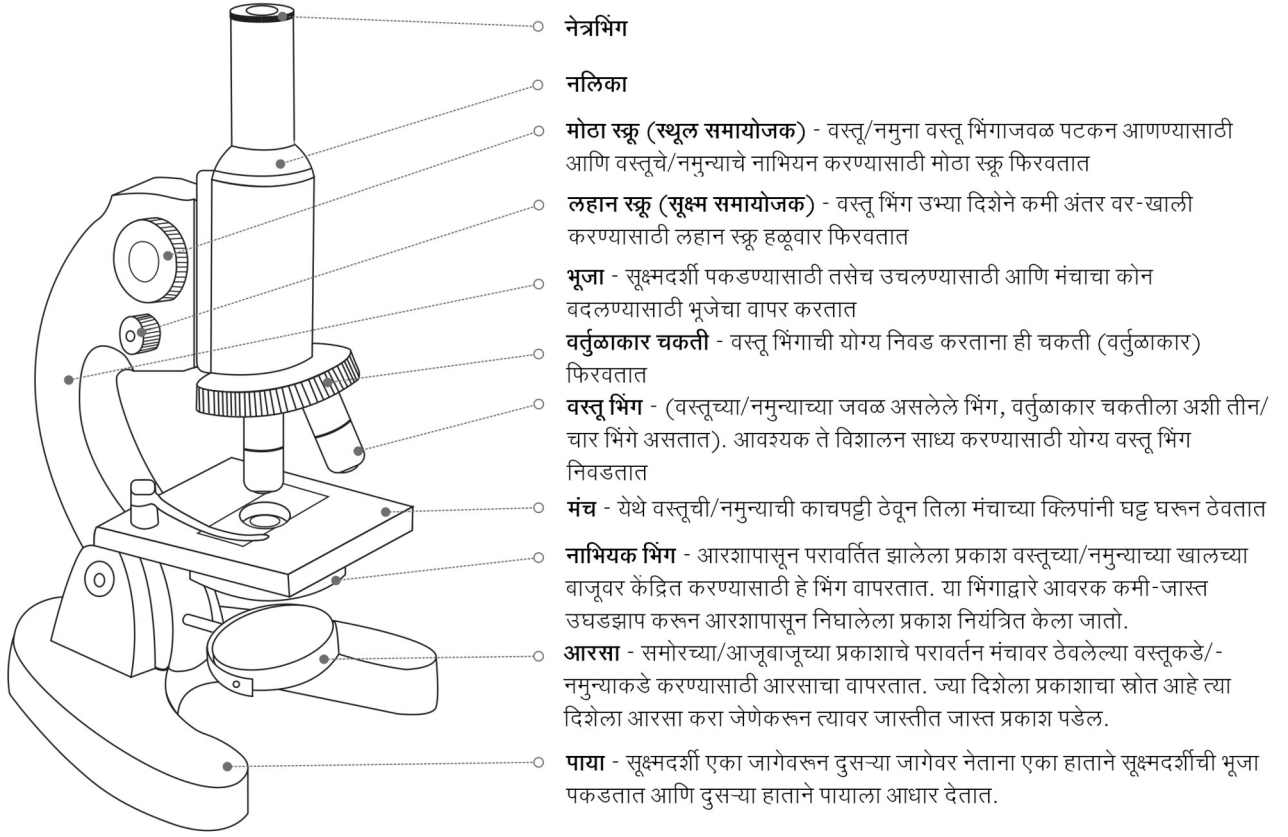 नेत्रभिंग
नलिका
मोठा स्क्रू (स्थूल समायोजक) - वस्तू/नमुना वस्तू भिंगाजवळ पटकन आणण्यासाठी
आणि वस्तूचे/नमुन्याचे नाभियन करण्यासाठी मोठा स्क्रू फिरवतात
लहान स्क्रू (सूक्ष्म समायोजक) - वस्तू भिंग उभ्या दिशेने कमी अंतर वर-खाली
करण्यासाठी लहान स्क्रू हळूवार फिरवतात
भूजा - सूक्ष्मदर्शी पकडण्यासाठी तसेच उचलण्यासाठी आणि मंचाचा कोन
बदलण्यासाठी भूजेचा वापर करतात
वर्तुळाकार चकती - वस्तू भिंगाची योग्य निवड करताना ही चकती (वर्तुळाकार)
फिरवतात
वस्तू भिंग - (वस्तूच्या/नमुन्याच्या जवळ असलेले भिंग, वर्तुळाकार चकतीला अशी तीन/
चार भिंगे असतात). आवश्यक ते विशालन साध्य करण्यासाठी योग्य वस्तू भिंग
निवडतात
मंच - येथे वस्तूची/नमुन्याची काचपट्टी ठेवून तिला मंचाच्या क्लिपांनी घट्ट घरून ठेवतात
नाभियक भिंग - आरशापासून परावर्तित झालेला प्रकाश वस्तूच्या/नमुन्याच्या खालच्या
बाजूवर केंद्रित करण्यासाठी हे भिंग वापरतात. या भिंगाद्वारे आवरक कमी-जास्त
उघडझाप करून आरशापासून निघालेला प्रकाश नियंत्रित केला जातो.
आरसा - समोरच्या/आजूबाजूच्या प्रकाशाचे परावर्तन मंचावर ठेवलेल्या वस्तूकडे/-
नमुन्याकडे करण्यासाठी आरसाचा वापरतात. ज्या दिशेला प्रकाशाचा स्रोत आहे त्या
दिशेला आरसा करा जेणेकरून त्यावर जास्तीत जास्त प्रकाश पडेल.
पाया - सूक्ष्मदर्शी एका जागेवरून दुसऱ्या जागेवर नेताना एका हाताने सूक्ष्मदर्शीची भूजा
पकडतात आणि दुसऱ्या हाताने पायाला आधार देतात.